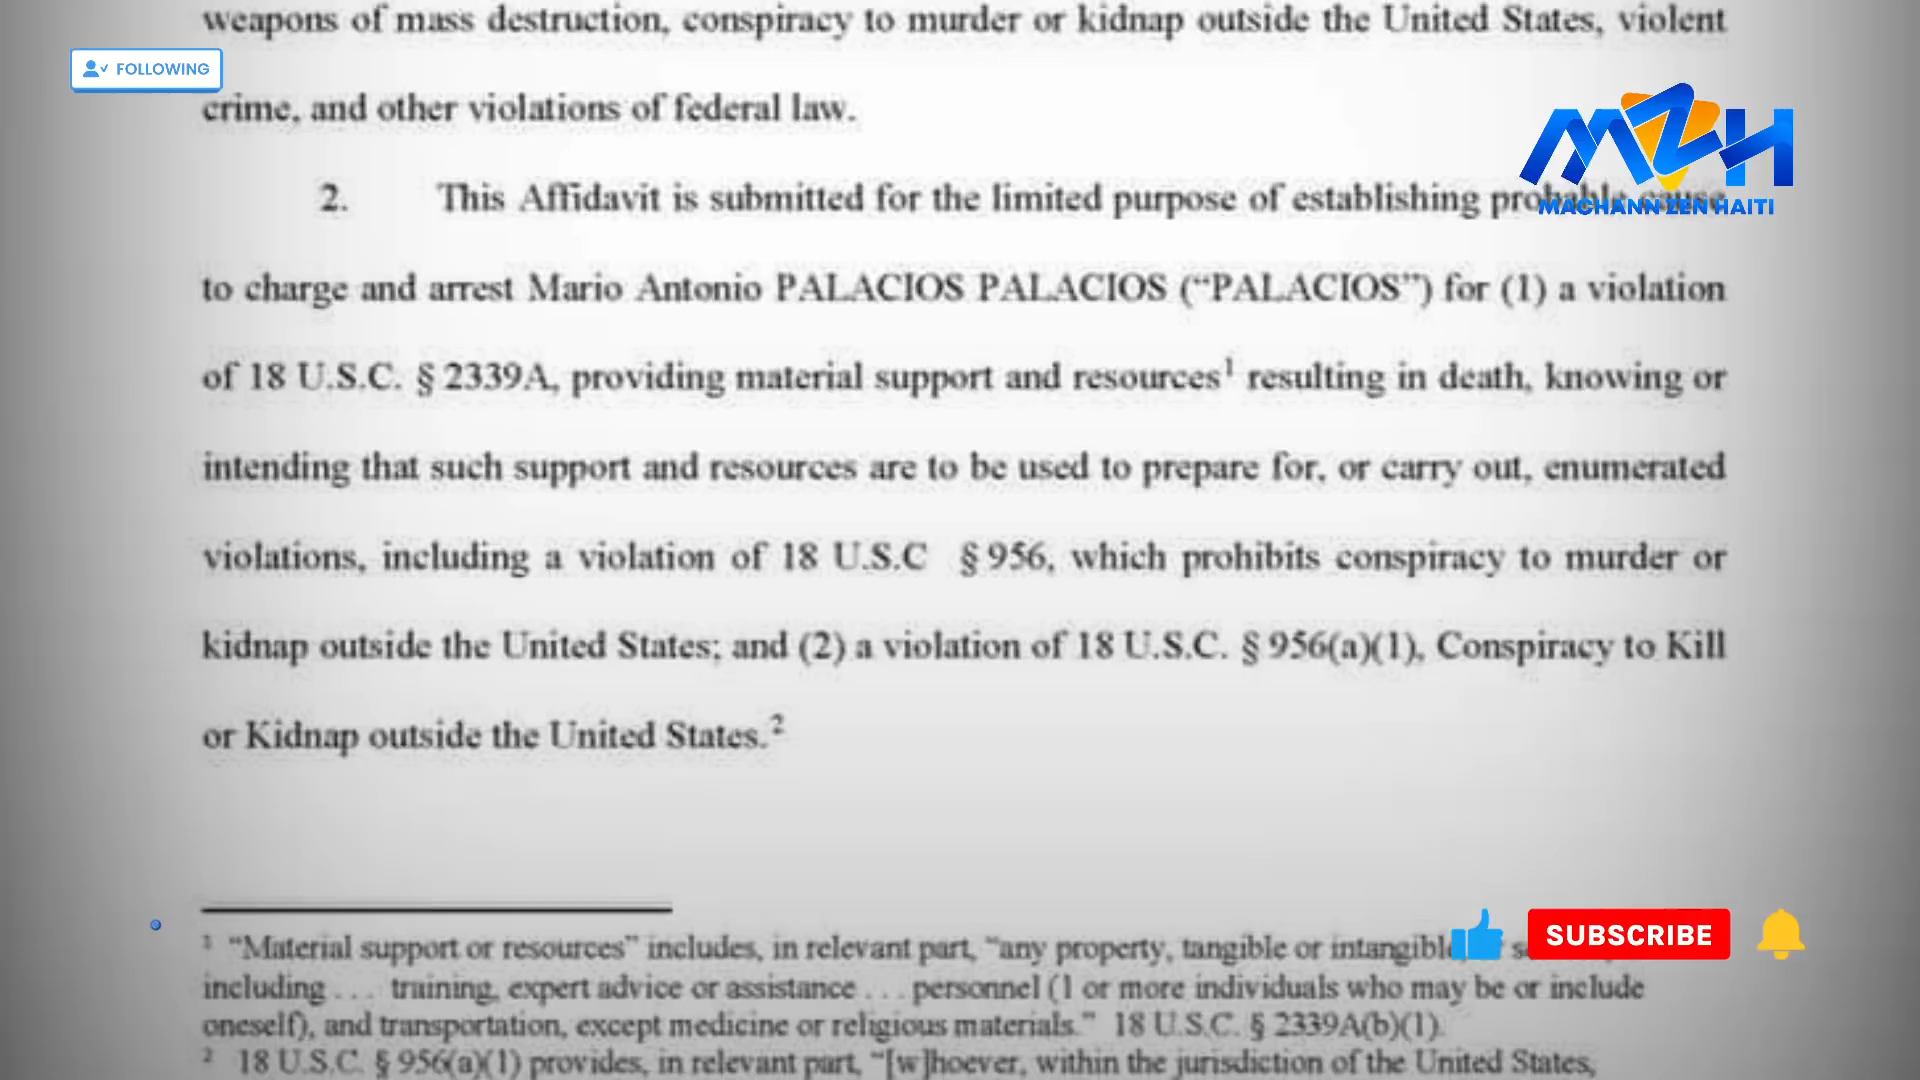 weapons of mass destruction, conspiracy to murder or kidnap outside the United States, violent
FOLLOWING
crime, and other violations of federal law.
MZH
MACHANN ZEN HAITI
2. This Affidavit is submitted for the limited purpose of establishing probable cause
to charge and arrest Mario Antonio PALACIOS PALACIOS (“PALACIOS”) for (1) a violation
of 18 U.S.C. § 2339A, providing material support and resources¹ resulting in death, knowing or
intending that such support and resources are to be used to prepare for, or carry out, enumerated
violations, including a violation of 18 U.S.C § 956, which prohibits conspiracy to murder or
kidnap outside the United States; and (2) a violation of 18 U.S.C. § 956(a)(1), Conspiracy to Kill
or Kidnap outside the United States.²
¹ “Material support or resources” includes, in relevant part, “any property, tangible or intangible,
SUBSCRIBE
including . . . training, expert advice or assistance . . . personnel (1 or more individuals who may be or include
oneself), and transportation, except medicine or religious materials.” 18 U.S.C. § 2339A(b)(1).
² 18 U.S.C. § 956(a)(1) provides, in relevant part, “[w]hoever, within the jurisdiction of the United States,